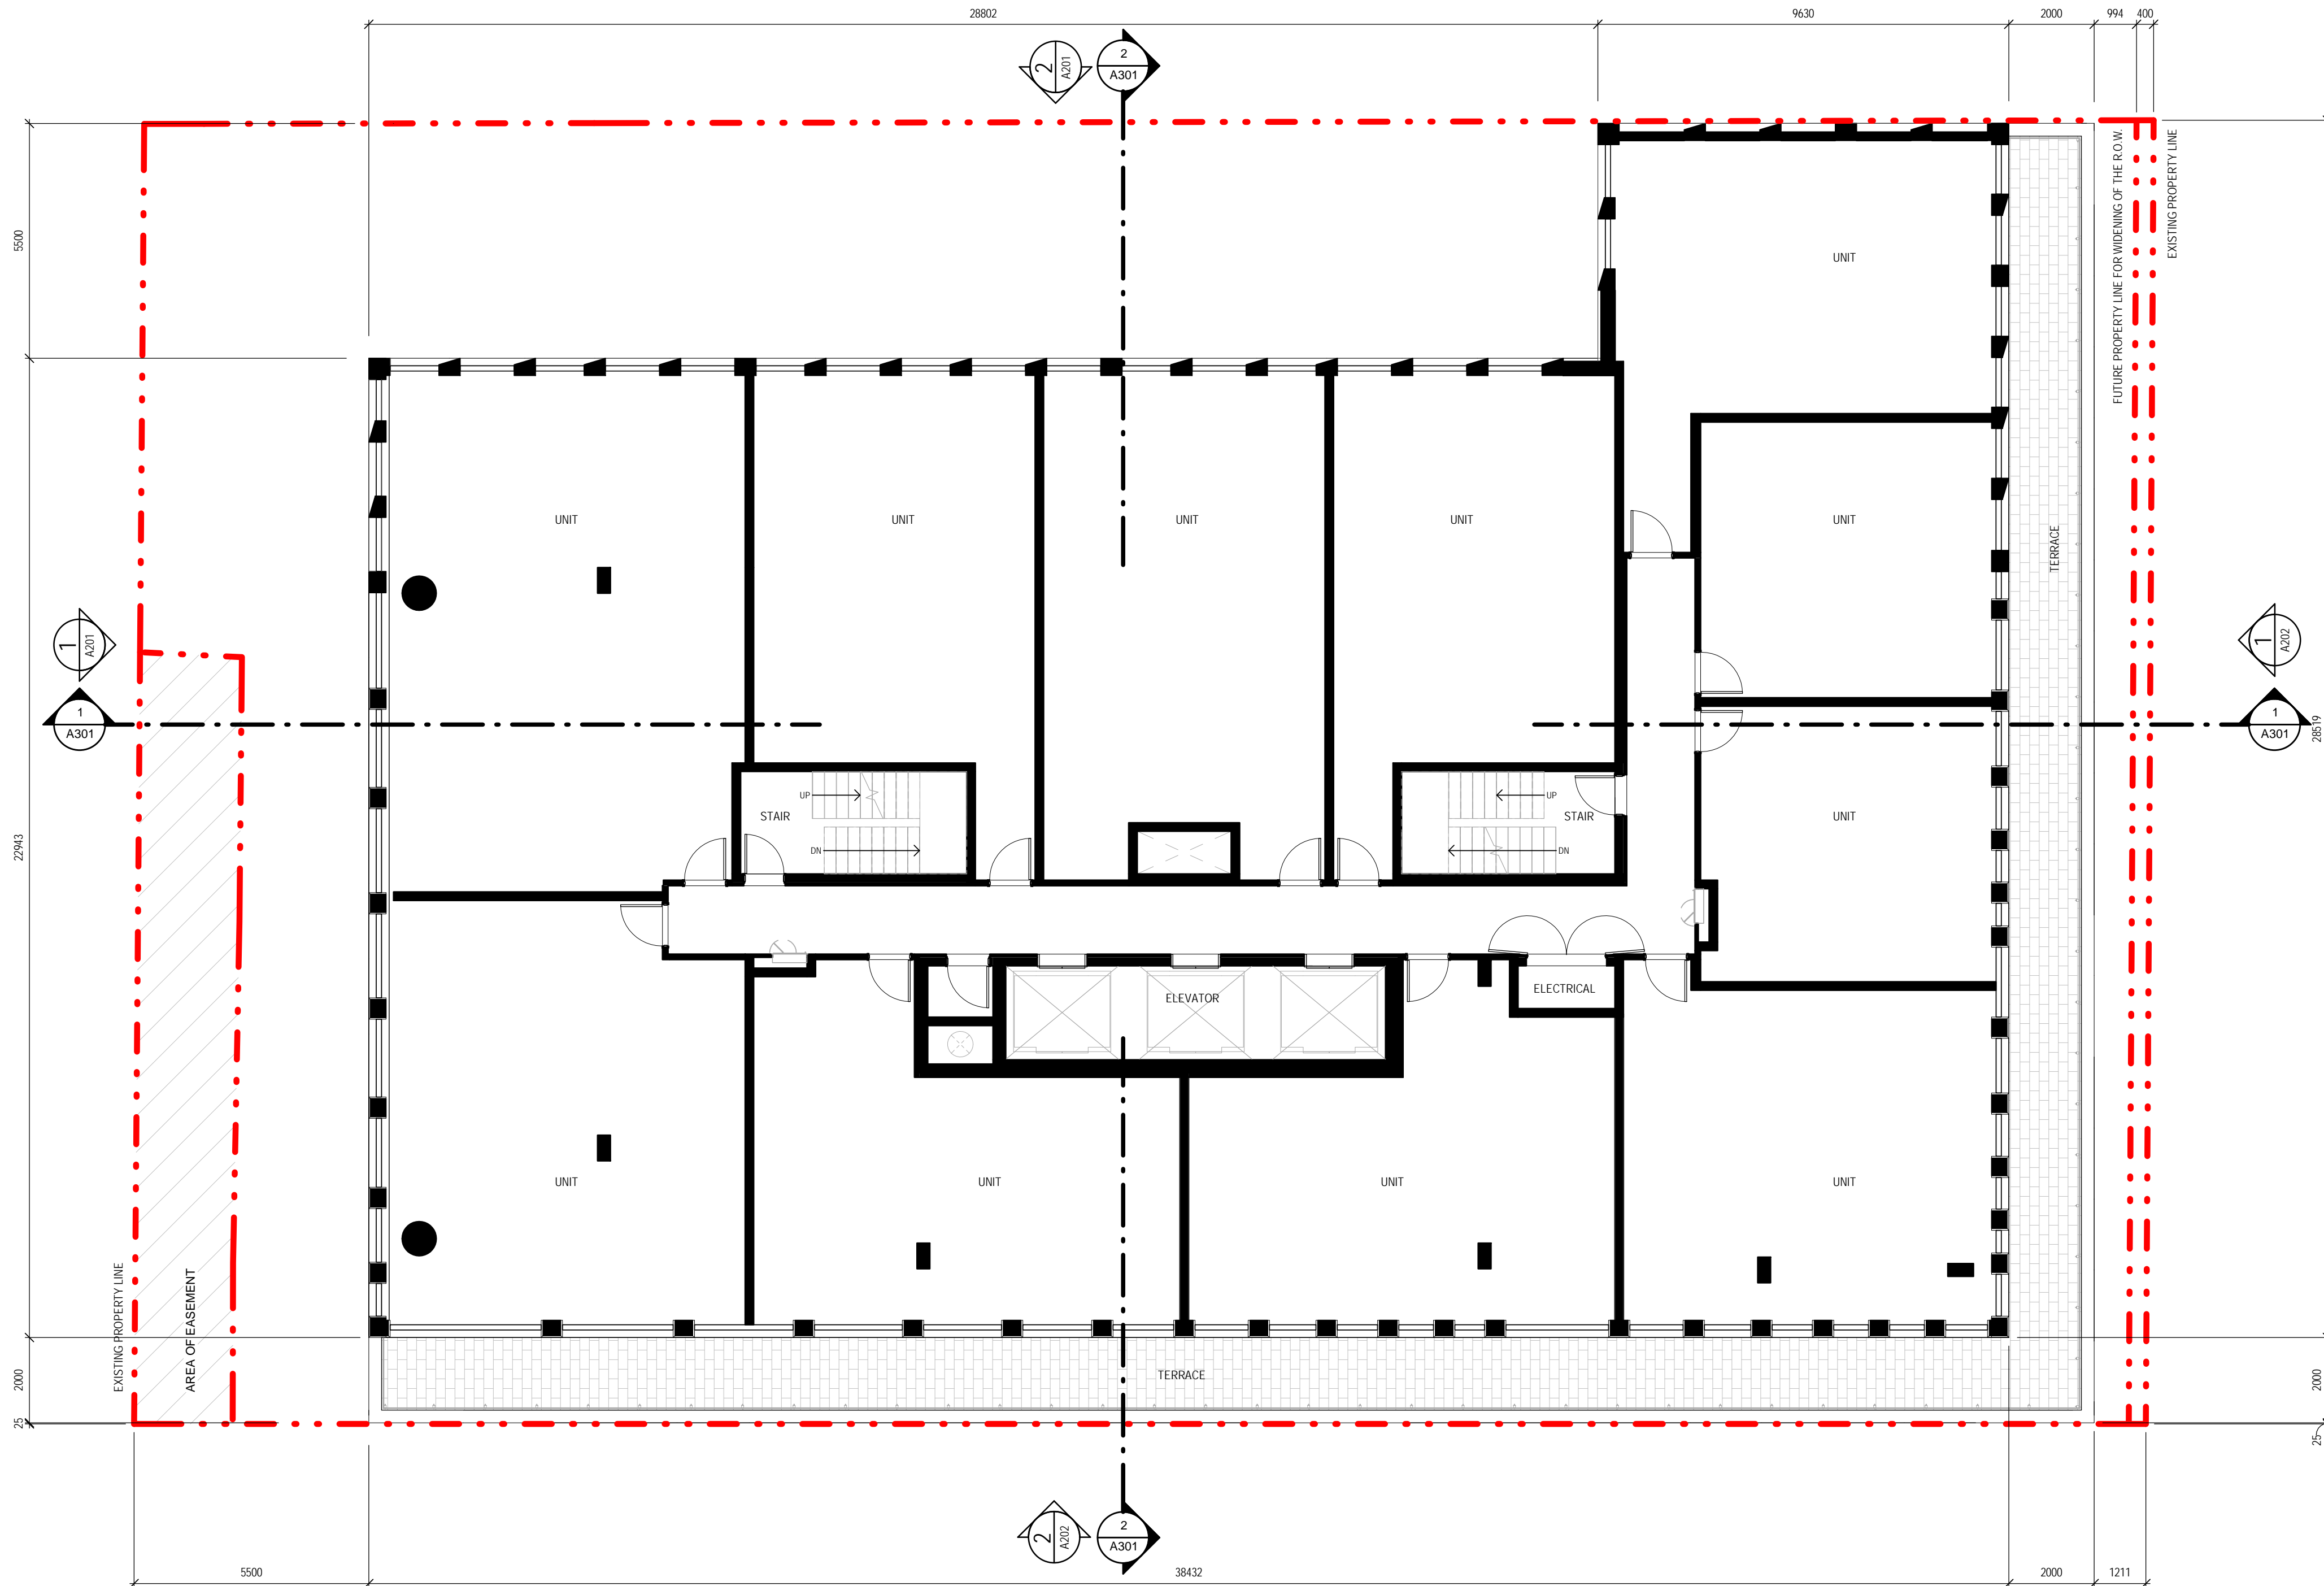 28802
9630
2000
994
400
2
A201
2
A301
FUTURE PROPERTY LINE FOR WIDENING OF THE R.O.W.
EXISTING PROPERTY LINE
5500
UNIT
UNIT
UNIT
UNIT
UNIT
UNIT
TERRACE
1
A201
1
A202
1
A301
1
A301
28519
UP
STAIR
DN
UP
STAIR
DN
UNIT
22943
ELEVATOR
ELECTRICAL
UNIT
UNIT
UNIT
UNIT
EXISTING PROPERTY LINE
AREA OF EASEMENT
TERRACE
2000
25
2000
25
2
A202
2
A301
5500
38432
2000
1211